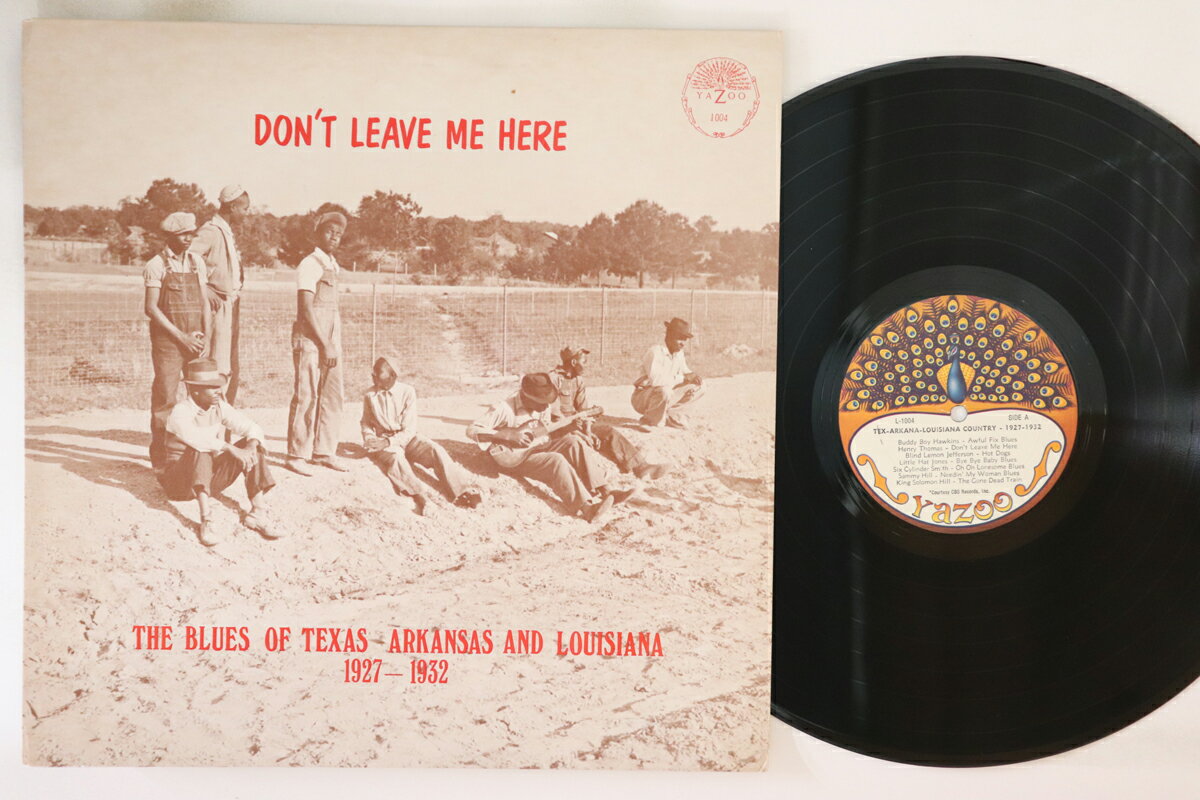 DON'T LEAVE ME HERE
YAZOO
1004
THE BLUES OF TEXAS ARKANSAS AND LOUISIANA
1927—1932
L-1004
SIDE A
TEX-ARKANA-LOUISIANA COUNTRY - 1927-1932
Buddy Boy Hawkins - Awful Fix Blues
Henry Thomas - Don't Leave Me Here
Blind Lemon Jefferson - Hot Dogs
Little Hat Jones - Bye Bye Baby Blues
Six Cylinder Smith - Oh Oh Lonesome Blues
Sammy Hill - Needin' My Woman Blues
King Solomon Hill - The Gone Dead Train
*Courtesy CBS Records, Inc.
Yazoo